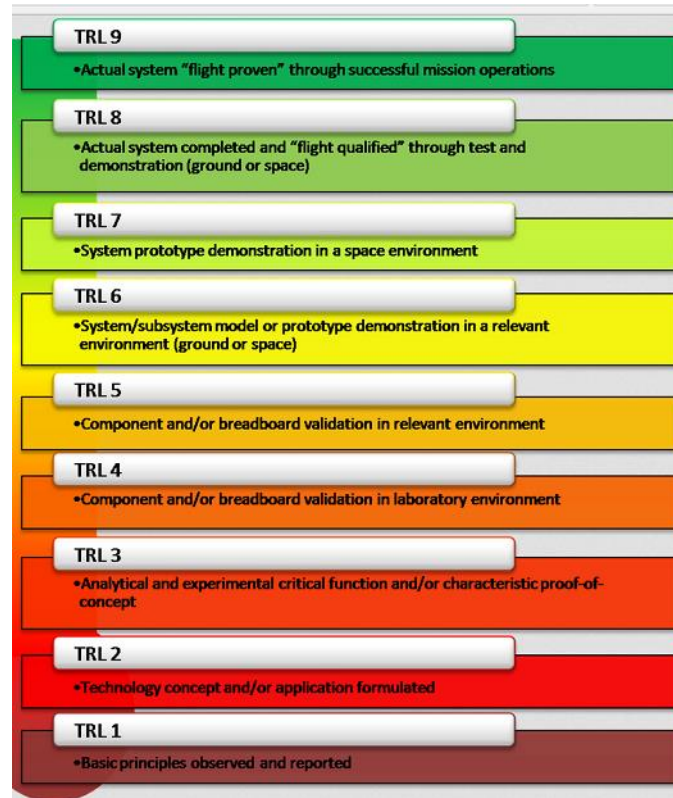 TRL 9
•Actual system “flight proven” through successful mission operations
TRL 8
•Actual system completed and “flight qualified” through test and
demonstration (ground or space)
TRL 7
•System prototype demonstration in a space environment
TRL 6
•System/subsystem model or prototype demonstration in a relevant
environment (ground or space)
TRL 5
•Component and/or breadboard validation in relevant environment
TRL 4
•Component and/or breadboard validation in laboratory environment
TRL 3
•Analytical and experimental critical function and/or characteristic proof-of-
concept
TRL 2
•Technology concept and/or application formulated
TRL 1
•Basic principles observed and reported